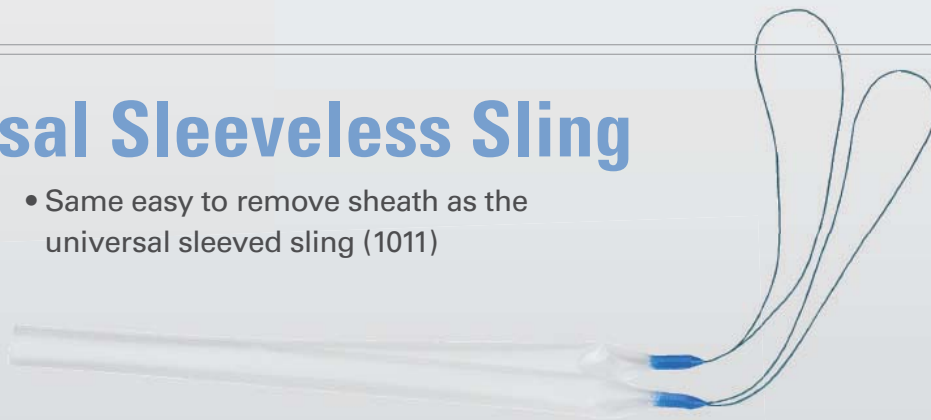 sal Sleeveless Sling
• Same easy to remove sheath as the
universal sleeved sling (1011)